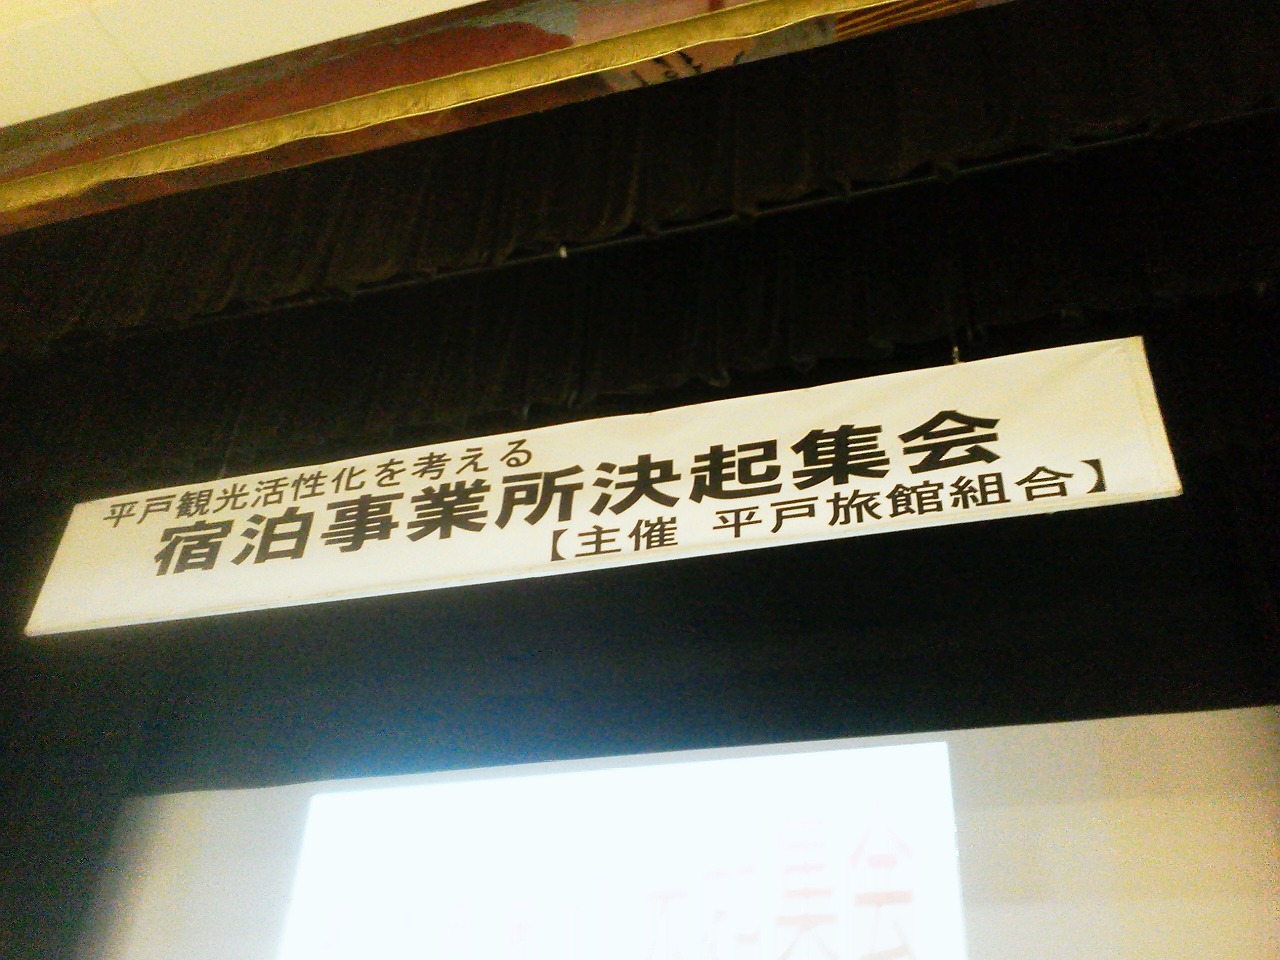 平戸観光活性化を考える
宿泊事業所決起集会
【主催 平戸旅館組合】